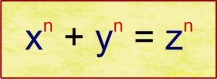 xⁿ + yⁿ = zⁿ